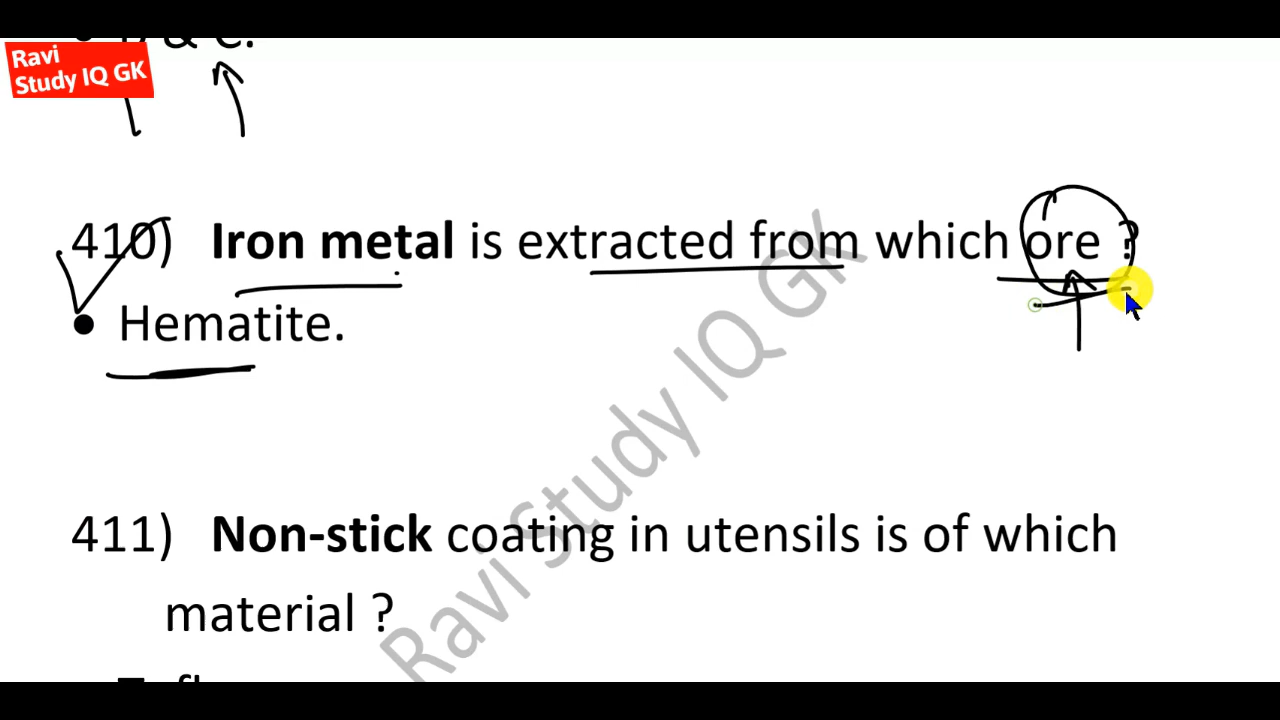 & C.
Ravi
Study IQ GK
410) Iron metal is extracted from which ore ?
• Hematite.
Ravi Study IQ GK
411) Non-stick coating in utensils is of which
material ?